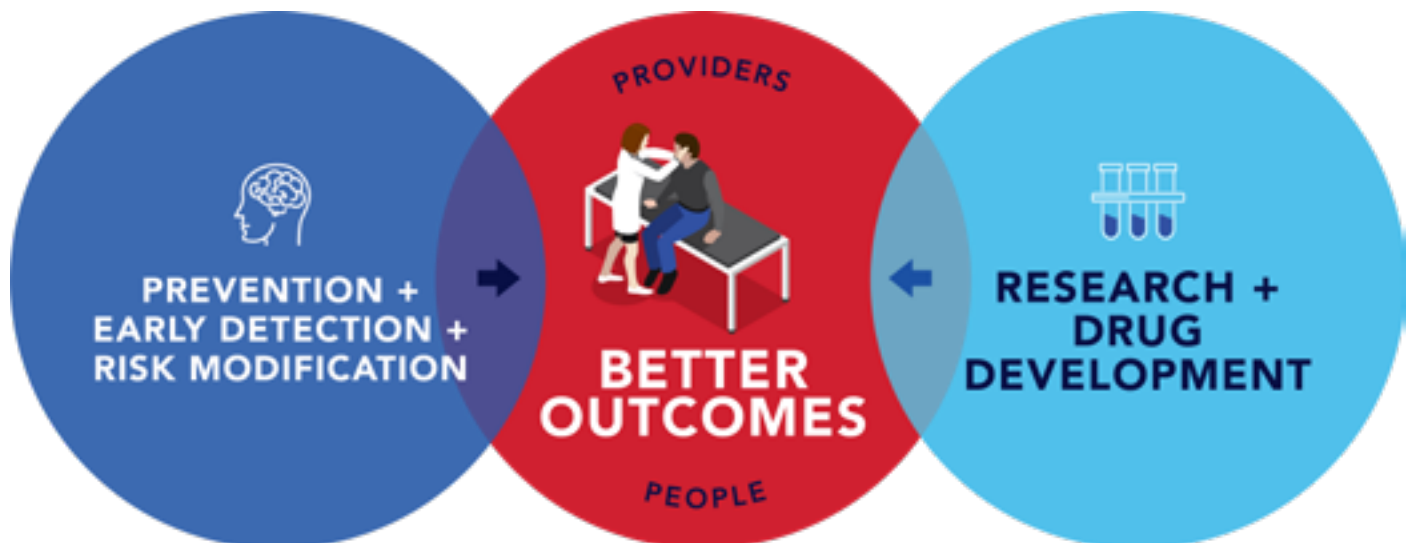 PREVENTION +
EARLY DETECTION +
RISK MODIFICATION
PROVIDERS
BETTER
OUTCOMES
PEOPLE
RESEARCH +
DRUG
DEVELOPMENT